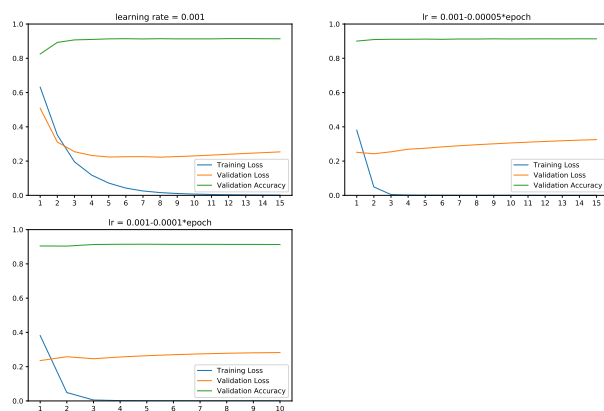 learning rate = 0.001
1.0
0.8
0.6
0.4
0.2
0.0
Training Loss
Validation Loss
Validation Accuracy
1 2 3 4 5 6 7 8 9 10 11 12 13 14 15
lr = 0.001-0.00005*epoch
1.0
0.8
0.6
0.4
0.2
0.0
Training Loss
Validation Loss
Validation Accuracy
1 2 3 4 5 6 7 8 9 10 11 12 13 14 15
lr = 0.001-0.0001*epoch
1.0
0.8
0.6
0.4
0.2
0.0
Training Loss
Validation Loss
Validation Accuracy
1 2 3 4 5 6 7 8 9 10